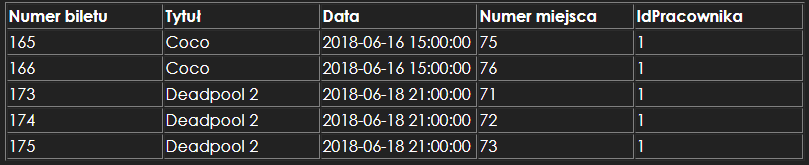 Numer biletu Tytuł Data Numer miejsca IdPracownika
165 Coco 2018-06-16 15:00:00 75 1
166 Coco 2018-06-16 15:00:00 76 1
173 Deadpool 2 2018-06-18 21:00:00 71 1
174 Deadpool 2 2018-06-18 21:00:00 72 1
175 Deadpool 2 2018-06-18 21:00:00 73 1